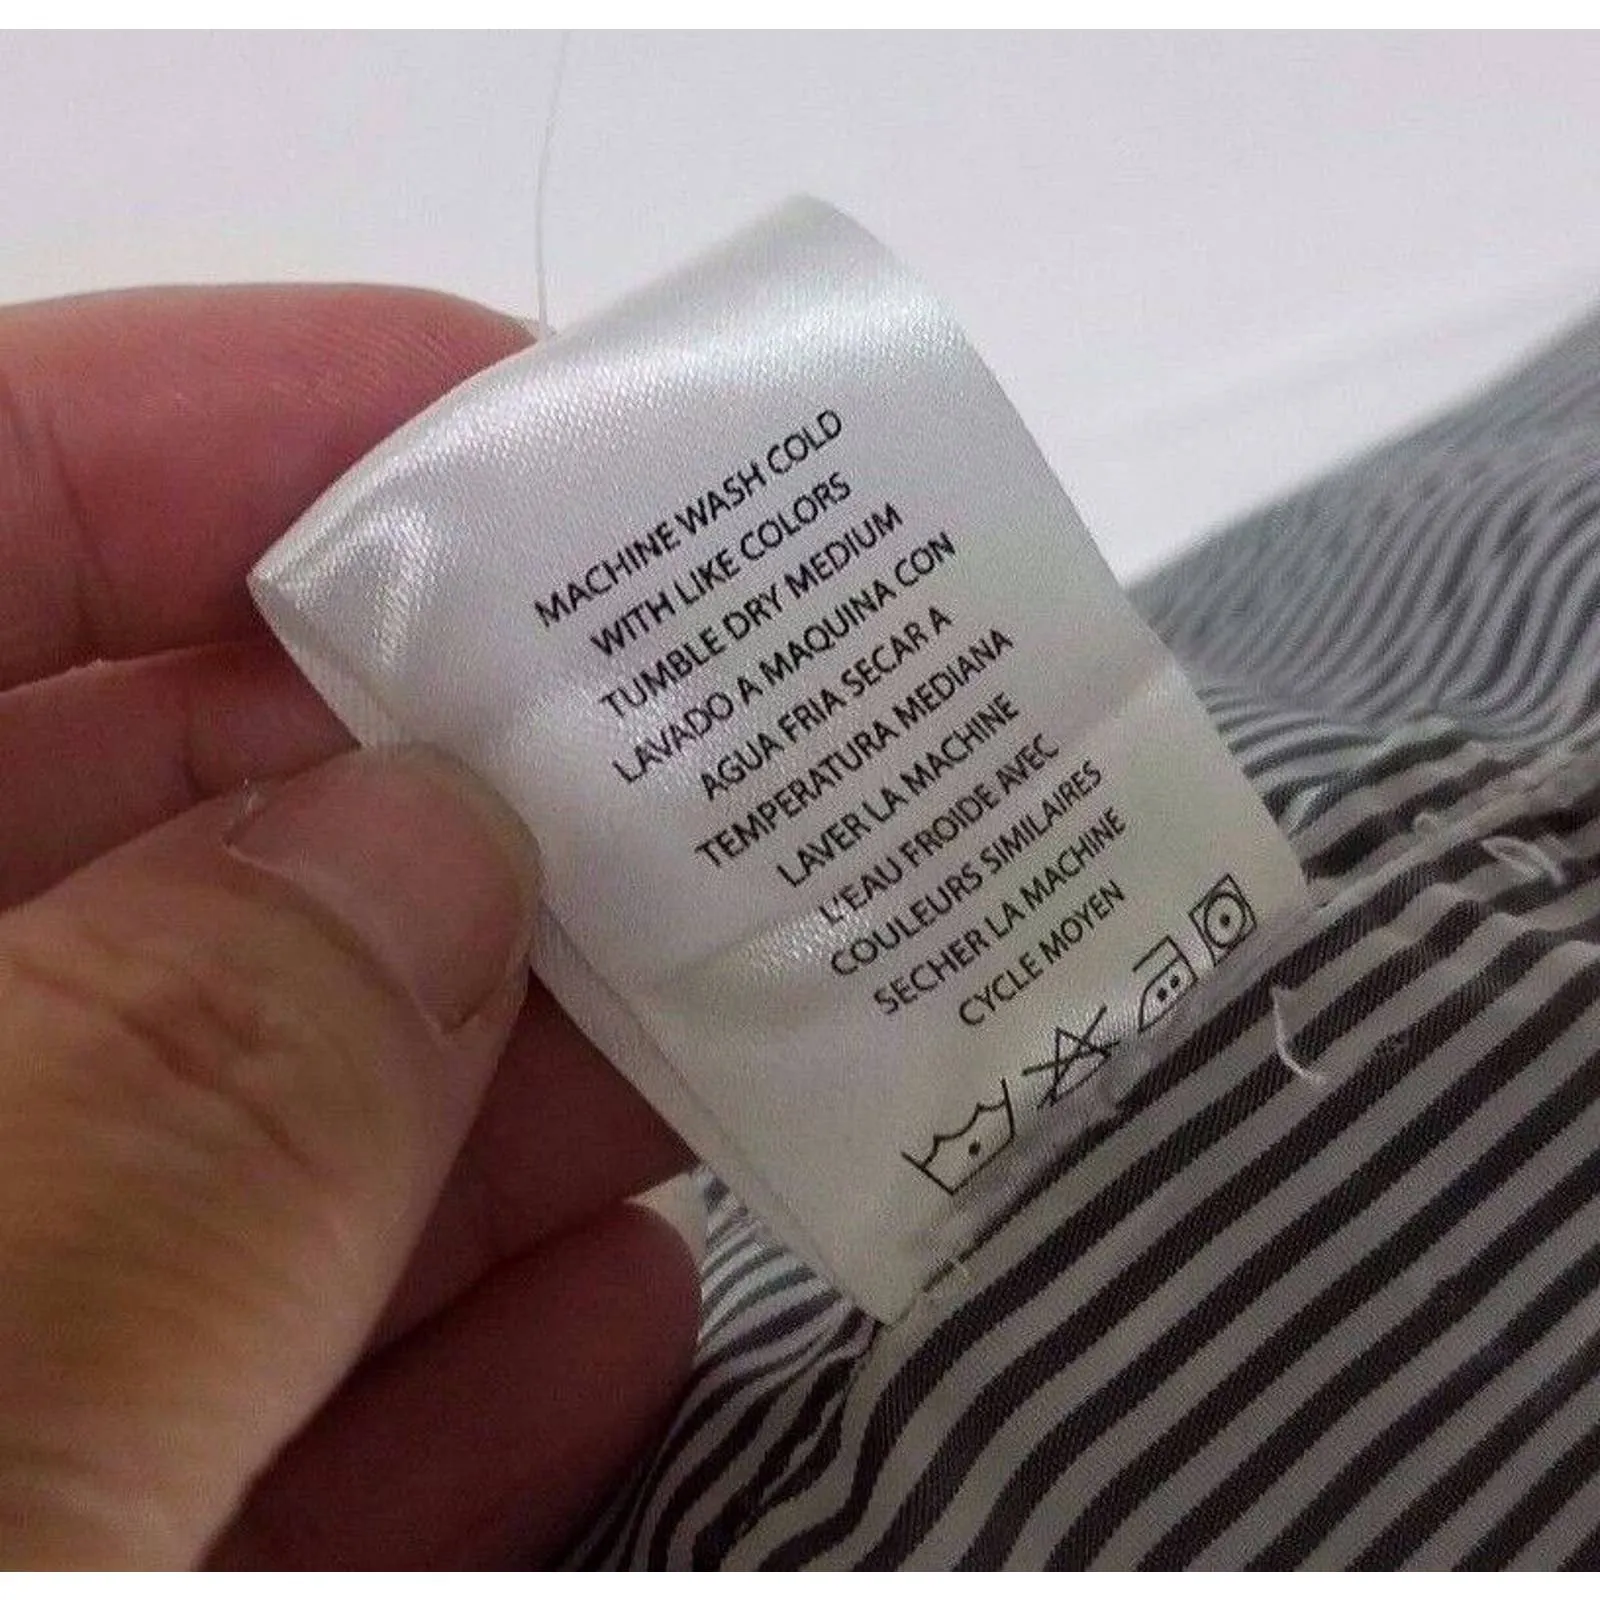 MACHINE WASH COLD
WITH LIKE COLORS
TUMBLE DRY MEDIUM
LAVADO A MAQUINA CON
AGUA FRIA SECAR A
TEMPERATURA MEDIANA
LAVER LA MACHINE
L'EAU FROIDE AVEC
COULEURS SIMILAIRES
SECHER LA MACHINE
CYCLE MOYEN